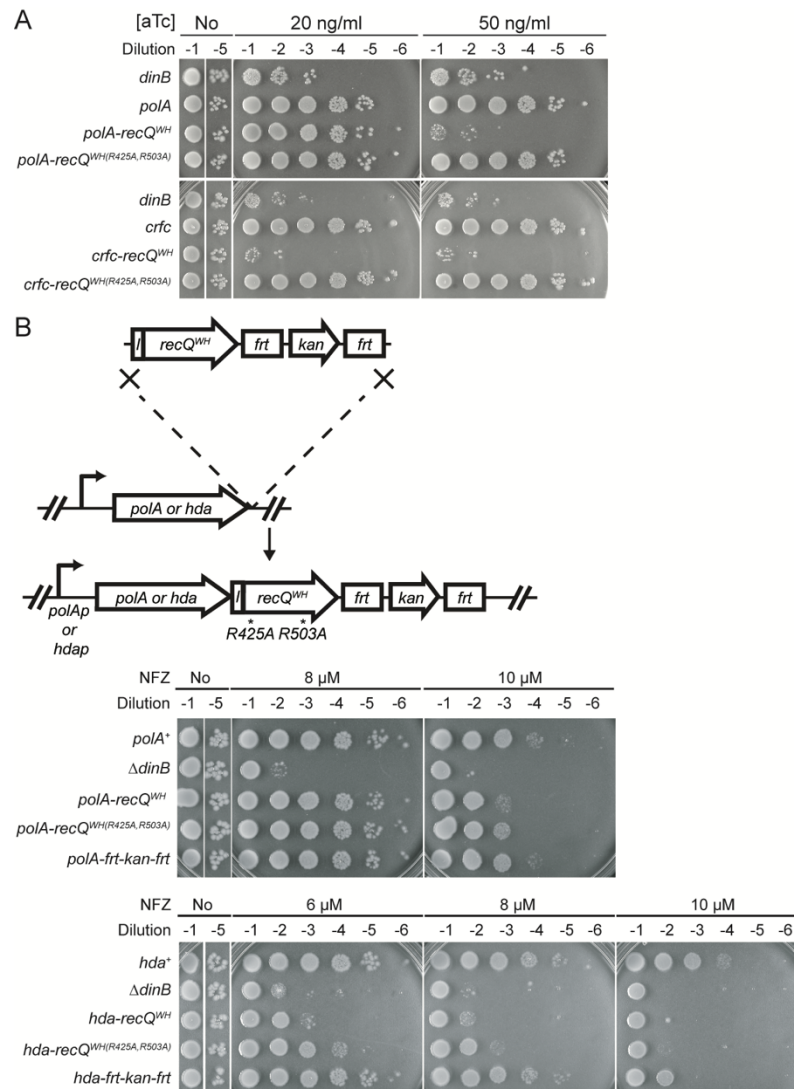 A
[aTc] No 20 ng/ml 50 ng/ml
Dilution -1 -5 -1 -2 -3 -4 -5 -6 -1 -2 -3 -4 -5 -6
dinB
polA
polA-recQWH
polA-recQWH(R425A,R503A)
dinB
crfc
crfc-recQWH
crfc-recQWH(R425A,R503A)
B
l recQWH frt kan frt
polA or hda
polA or hda l recQWH frt kan frt
polAp
or
hdap
* *
R425A R503A
NFZ No 8 µM 10 µM
Dilution -1 -5 -1 -2 -3 -4 -5 -6 -1 -2 -3 -4 -5 -6
polA+
ΔdinB
polA-recQWH
polA-recQWH(R425A,R503A)
polA-frt-kan-frt
NFZ No 6 µM 8 µM 10 µM
Dilution -1 -5 -1 -2 -3 -4 -5 -6 -1 -2 -3 -4 -5 -6 -1 -2 -3 -4 -5 -6
hda+
ΔdinB
hda-recQWH
hda-recQWH(R425A,R503A)
hda-frt-kan-frt